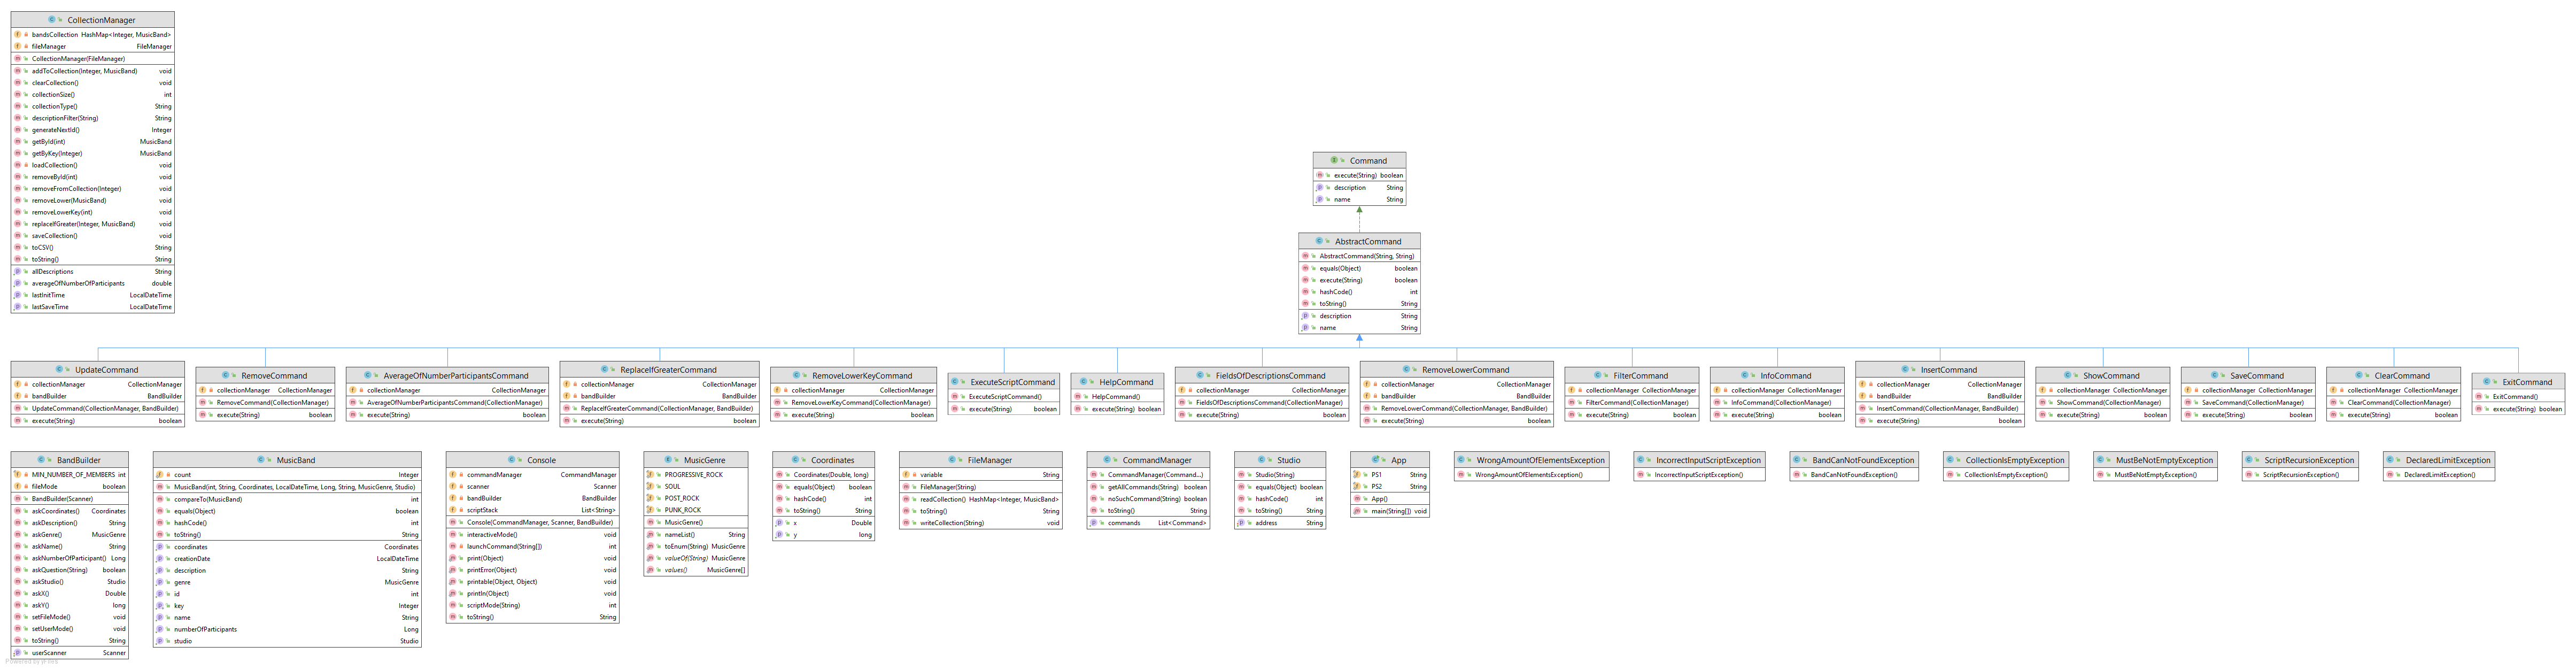 CollectionManager
bandsCollection HashMap<Integer, MusicBand>
fileManager FileManager
CollectionManager(FileManager)
addToCollection(Integer, MusicBand) void
clearCollection() void
collectionSize() int
collectionType() String
descriptionFilter(String) String
generateNextId() Integer
getById(int) MusicBand
getByKey(Integer) MusicBand
loadCollection() void
removeById(int) void
removeFromCollection(Integer) void
removeLower(MusicBand) void
removeLowerKey(int) void
replaceIfGreater(Integer, MusicBand) void
saveCollection() void
toCSV() String
toString() String
allDescriptions String
averageOfNumberOfParticipants double
lastInitTime LocalDateTime
lastSaveTime LocalDateTime
Command
execute(String) boolean
description String
name String
AbstractCommand
AbstractCommand(String, String)
equals(Object) boolean
execute(String) boolean
hashCode() int
toString() String
description String
name String
UpdateCommand
collectionManager CollectionManager
bandBuilder BandBuilder
UpdateCommand(CollectionManager, BandBuilder)
execute(String) boolean
RemoveCommand
collectionManager CollectionManager
RemoveCommand(CollectionManager)
execute(String) boolean
AverageOfNumberParticipantsCommand
collectionManager CollectionManager
AverageOfNumberParticipantsCommand(CollectionManager)
execute(String) boolean
ReplaceIfGreaterCommand
collectionManager CollectionManager
bandBuilder BandBuilder
ReplaceIfGreaterCommand(CollectionManager, BandBuilder)
execute(String) boolean
RemoveLowerKeyCommand
collectionManager CollectionManager
RemoveLowerKeyCommand(CollectionManager)
execute(String) boolean
ExecuteScriptCommand
ExecuteScriptCommand()
execute(String) boolean
HelpCommand
HelpCommand()
execute(String) boolean
FieldsOfDescriptionsCommand
collectionManager CollectionManager
FieldsOfDescriptionsCommand(CollectionManager)
execute(String) boolean
RemoveLowerCommand
collectionManager CollectionManager
bandBuilder BandBuilder
RemoveLowerCommand(CollectionManager, BandBuilder)
execute(String) boolean
FilterCommand
collectionManager CollectionManager
FilterCommand(CollectionManager)
execute(String) boolean
InfoCommand
collectionManager CollectionManager
InfoCommand(CollectionManager)
execute(String) boolean
InsertCommand
collectionManager CollectionManager
bandBuilder BandBuilder
InsertCommand(CollectionManager, BandBuilder)
execute(String) boolean
ShowCommand
collectionManager CollectionManager
ShowCommand(CollectionManager)
execute(String) boolean
SaveCommand
collectionManager CollectionManager
SaveCommand(CollectionManager)
execute(String) boolean
ClearCommand
collectionManager CollectionManager
ClearCommand(CollectionManager)
execute(String) boolean
ExitCommand
ExitCommand()
execute(String) boolean
BandBuilder
MIN_NUMBER_OF_MEMBERS int
fileMode boolean
BandBuilder(Scanner)
askCoordinates() Coordinates
askDescription() String
askGenre() MusicGenre
askName() String
askNumberOfParticipant() Long
askQuestion(String) boolean
askStudio() Studio
askX() Double
askY() long
setFileMode() void
setUserMode() void
toString() String
userScanner Scanner
MusicBand
count Integer
MusicBand(int, String, Coordinates, LocalDateTime, Long, String, MusicGenre, Studio)
compareTo(MusicBand) int
equals(Object) boolean
hashCode() int
toString() String
coordinates Coordinates
creationDate LocalDateTime
description String
genre MusicGenre
id int
key Integer
name String
numberOfParticipants Long
studio Studio
Console
commandManager CommandManager
scanner Scanner
bandBuilder BandBuilder
scriptStack List<String>
Console(CommandManager, Scanner, BandBuilder)
interactiveMode() void
launchCommand(String[]) int
print(Object) void
printError(Object) void
printable(Object, Object) void
println(Object) void
scriptMode(String) int
toString() String
MusicGenre
PROGRESSIVE_ROCK
SOUL
POST_ROCK
PUNK_ROCK
MusicGenre()
nameList() String
toEnum(String) MusicGenre
valueOf(String) MusicGenre
values() MusicGenre[]
Coordinates
Coordinates(Double, long)
equals(Object) boolean
hashCode() int
toString() String
x Double
y long
FileManager
variable String
FileManager(String)
readCollection() HashMap<Integer, MusicBand>
toString() String
writeCollection(String) void
CommandManager
CommandManager(Command...)
getAllCommands(String) boolean
noSuchCommand(String) boolean
toString() String
commands List<Command>
Studio
Studio(String)
equals(Object) boolean
hashCode() int
toString() String
address String
App
PS1 String
PS2 String
App()
main(String[]) void
WrongAmountOfElementsException
WrongAmountOfElementsException()
IncorrectInputScriptException
IncorrectInputScriptException()
BandCanNotFoundException
BandCanNotFoundException()
CollectionIsEmptyException
CollectionIsEmptyException()
MustBeNotEmptyException
MustBeNotEmptyException()
ScriptRecursionException
ScriptRecursionException()
DeclaredLimitException
DeclaredLimitException()
Powered by yFiles